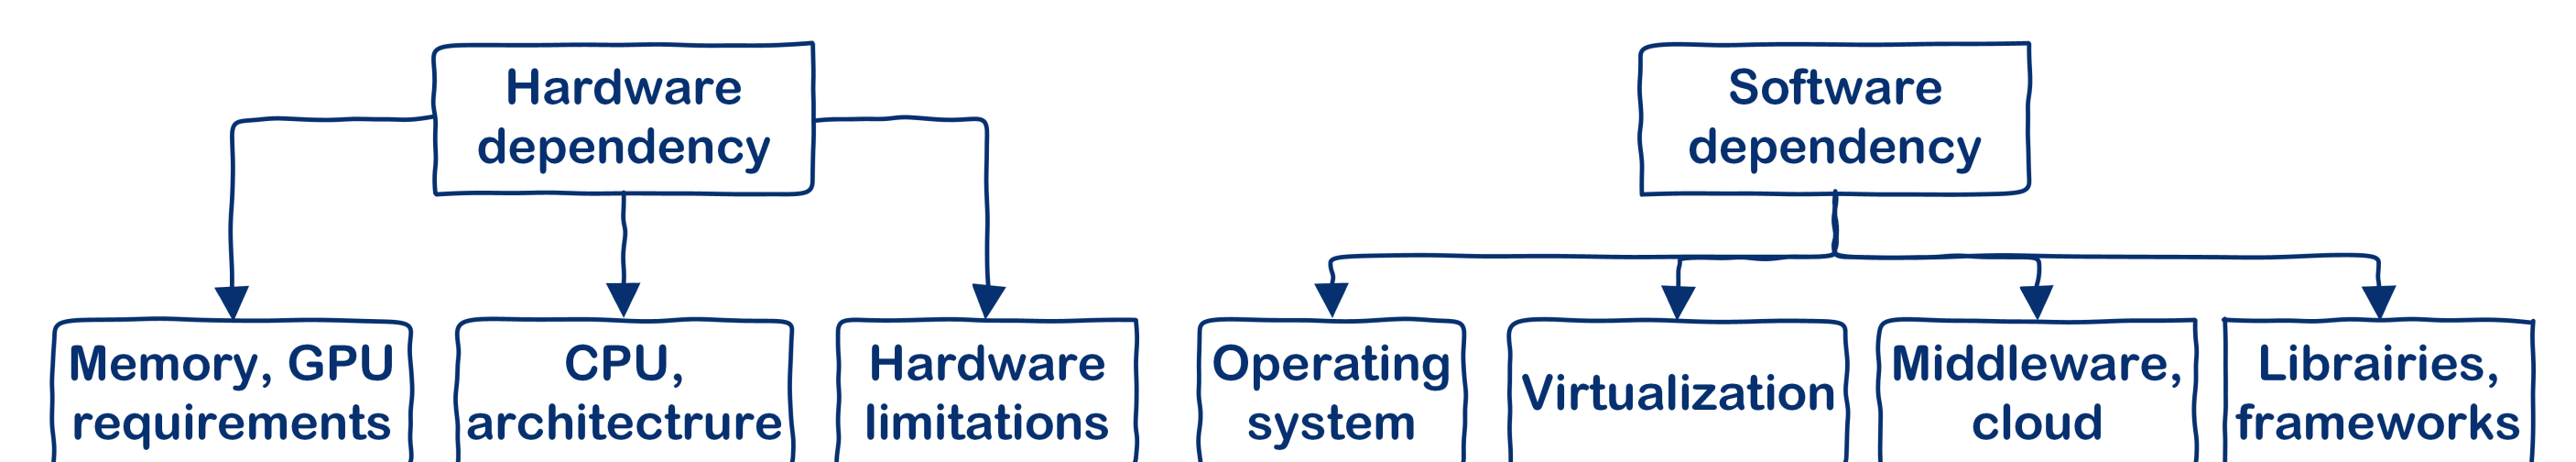 Hardware
dependency
Software
dependency
Memory, GPU
requirements
CPU,
architectrure
Hardware
limitations
Operating
system
Virtualization
Middleware,
cloud
Librairies,
frameworks